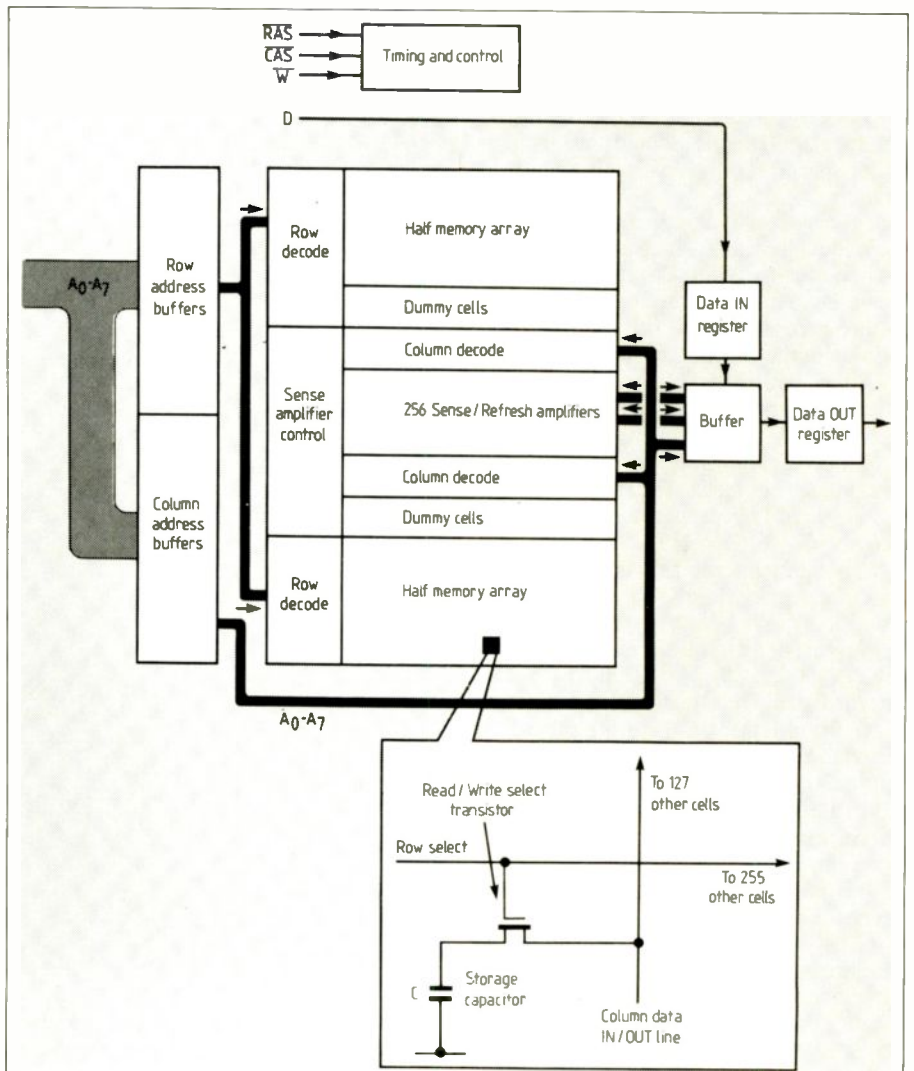 R̅A̅S̅
C̅A̅S̅
W̅
Timing and control
D
A₀-A₇
Row
address
buffers
Column
address
buffers
Row
decode
Half memory array
Dummy cells
Column decode
Sense
amplifier
control
256 Sense/Refresh amplifiers
Column decode
Dummy cells
Row
decode
Half memory array
Data IN
register
Buffer
Data OUT
register
A₀-A₇
Read/Write select
transistor
To 127
other cells
Row select
To 255
other cells
C
Storage
capacitor
Column data
IN/OUT line